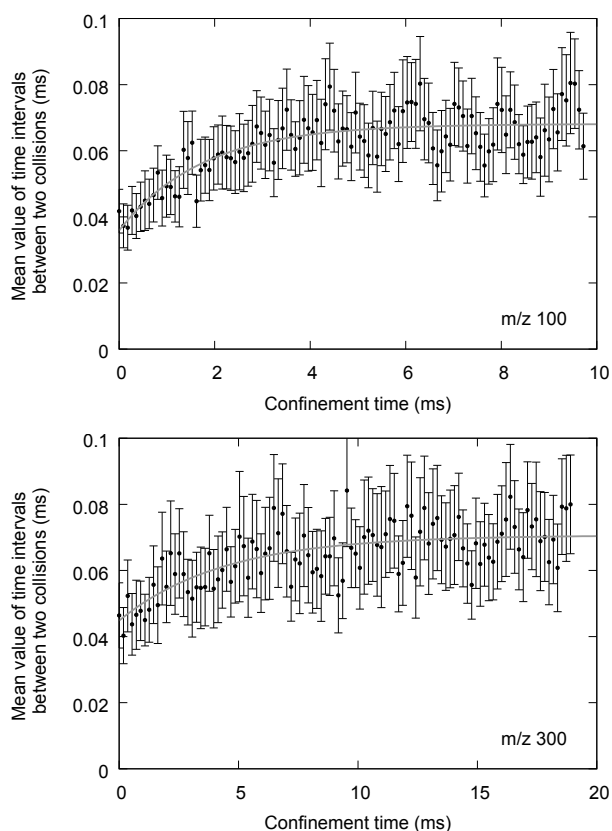 0.1
0.08
0.06
0.04
0.02
0
Mean value of time intervals
between two collisions (ms)
m/z 100
0 2 4 6 8 10
Confinement time (ms)
0.1
0.08
0.06
0.04
0.02
0
Mean value of time intervals
between two collisions (ms)
m/z 300
0 5 10 15 20
Confinement time (ms)